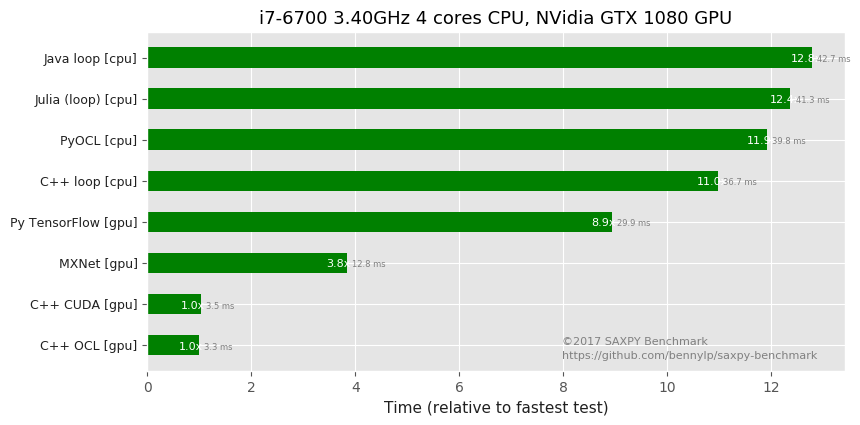 i7-6700 3.40GHz 4 cores CPU, NVidia GTX 1080 GPU
Java loop [cpu] 12.8 42.7 ms
Julia (loop) [cpu] 12.4 41.3 ms
PyOCL [cpu] 11.9 39.8 ms
C++ loop [cpu] 11.0 36.7 ms
Py TensorFlow [gpu] 8.9x 29.9 ms
MXNet [gpu] 3.8x 12.8 ms
C++ CUDA [gpu] 1.0x 3.5 ms
C++ OCL [gpu] 1.0x 3.3 ms
©2017 SAXPY Benchmark
https://github.com/bennylp/saxpy-benchmark
0 2 4 6 8 10 12
Time (relative to fastest test)